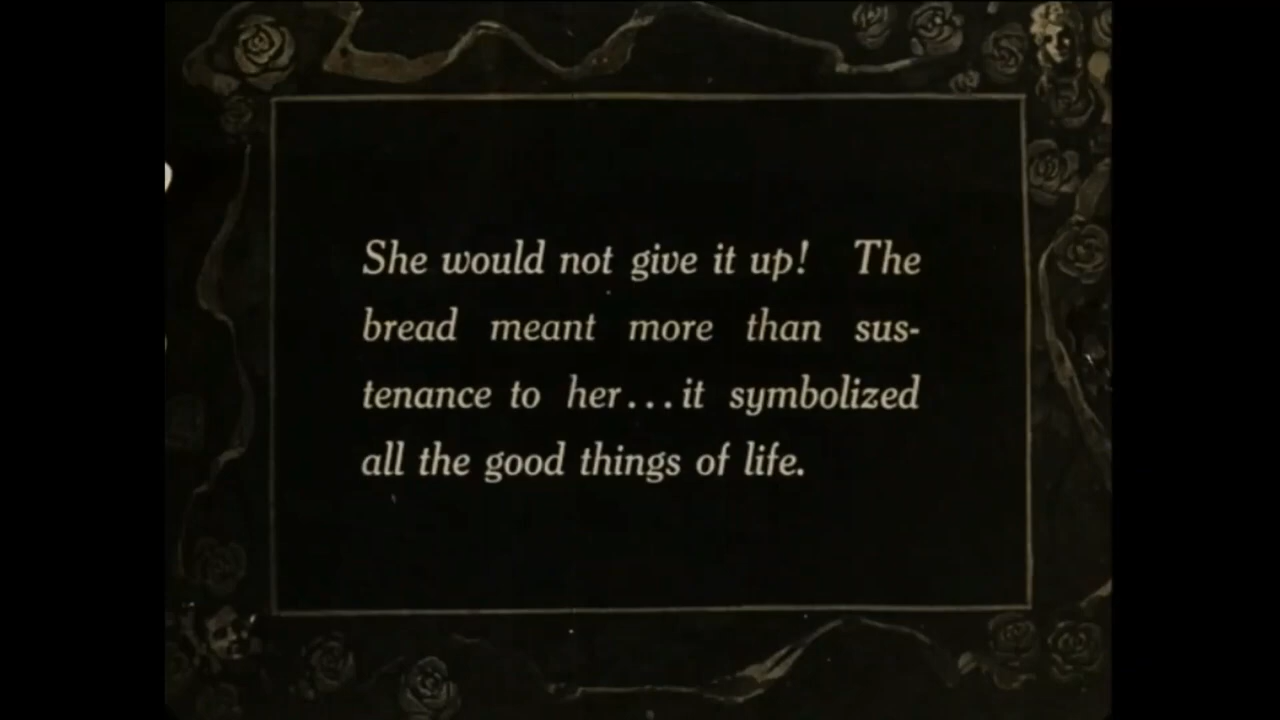 She would not give it up! The
bread meant more than sus-
tenance to her...it symbolized
all the good things of life.